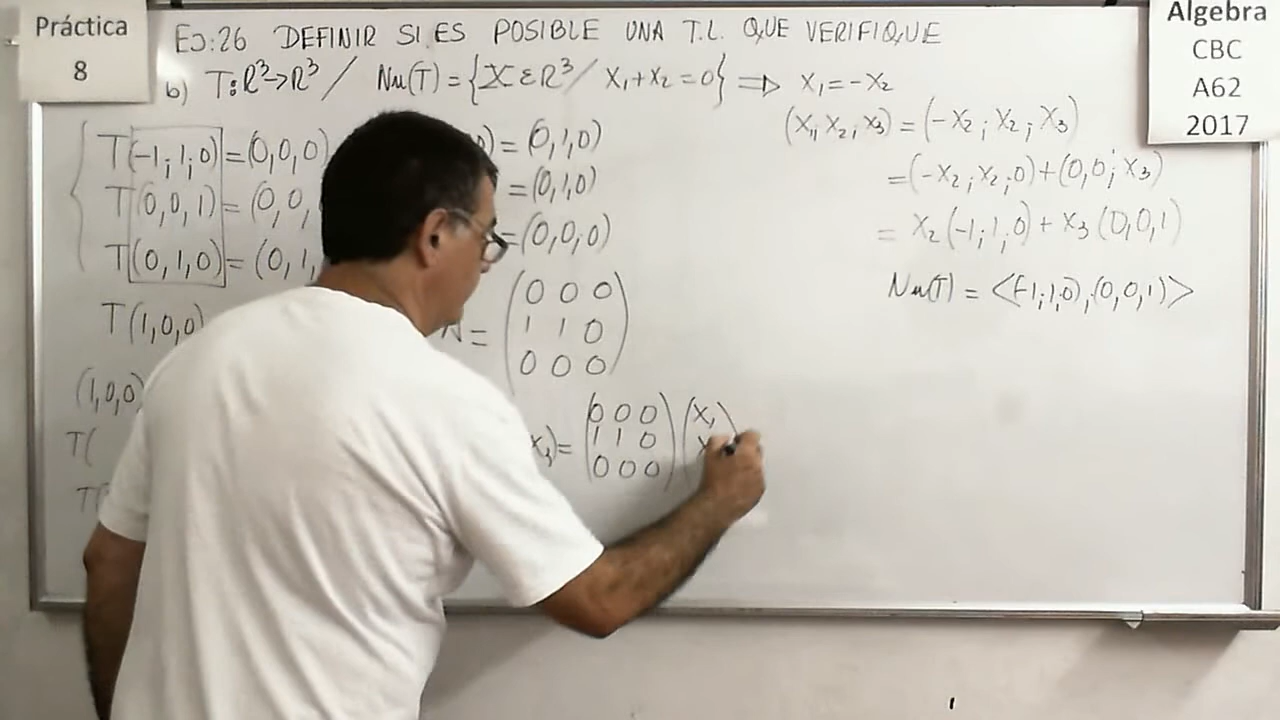 Práctica
8
Algebra
CBC
A62
2017
EJ:26 DEFINIR SI ES POSIBLE UNA T.L. QUE VERIFIQUE
b) T:R³→R³ / Nu(T) = {X ∈ R³ / X₁+X₂=0} ⇒ X₁=-X₂
(X₁, X₂, X₃) = (-X₂; X₂; X₃)
= (-X₂; X₂; 0) + (0,0; X₃)
= X₂(-1; 1; 0) + X₃(0,0,1)
Nu(T) = <(-1; 1; 0), (0,0,1)>
T(-1; 1; 0) = (0,0,0)
T(0,0,1) = (0,0,
T(0,1,0) = (0,1,
T(1,0,0)
(1,0,0)
T(
T
) = (0,1,0)
= (0,1,0)
= (0,0,0)
=
(0 0 0)
(1 1 0)
(0 0 0)
X₃) =
(0 0 0) (X₁)
(1 1 0) (X
(0 0 0)